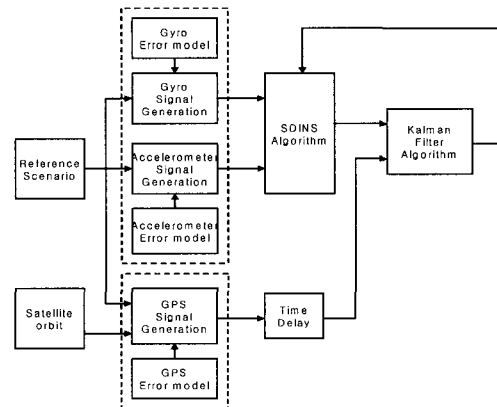 Gyro
Error model
Gyro
Signal
Generation
SDINS
Algorithm
Kalman
Filter
Algorithm
Reference
Scenario
Accelerometer
Signal
Generation
Accelerometer
Error model
Satellite
orbit
GPS
Signal
Generation
Time
Delay
GPS
Error model